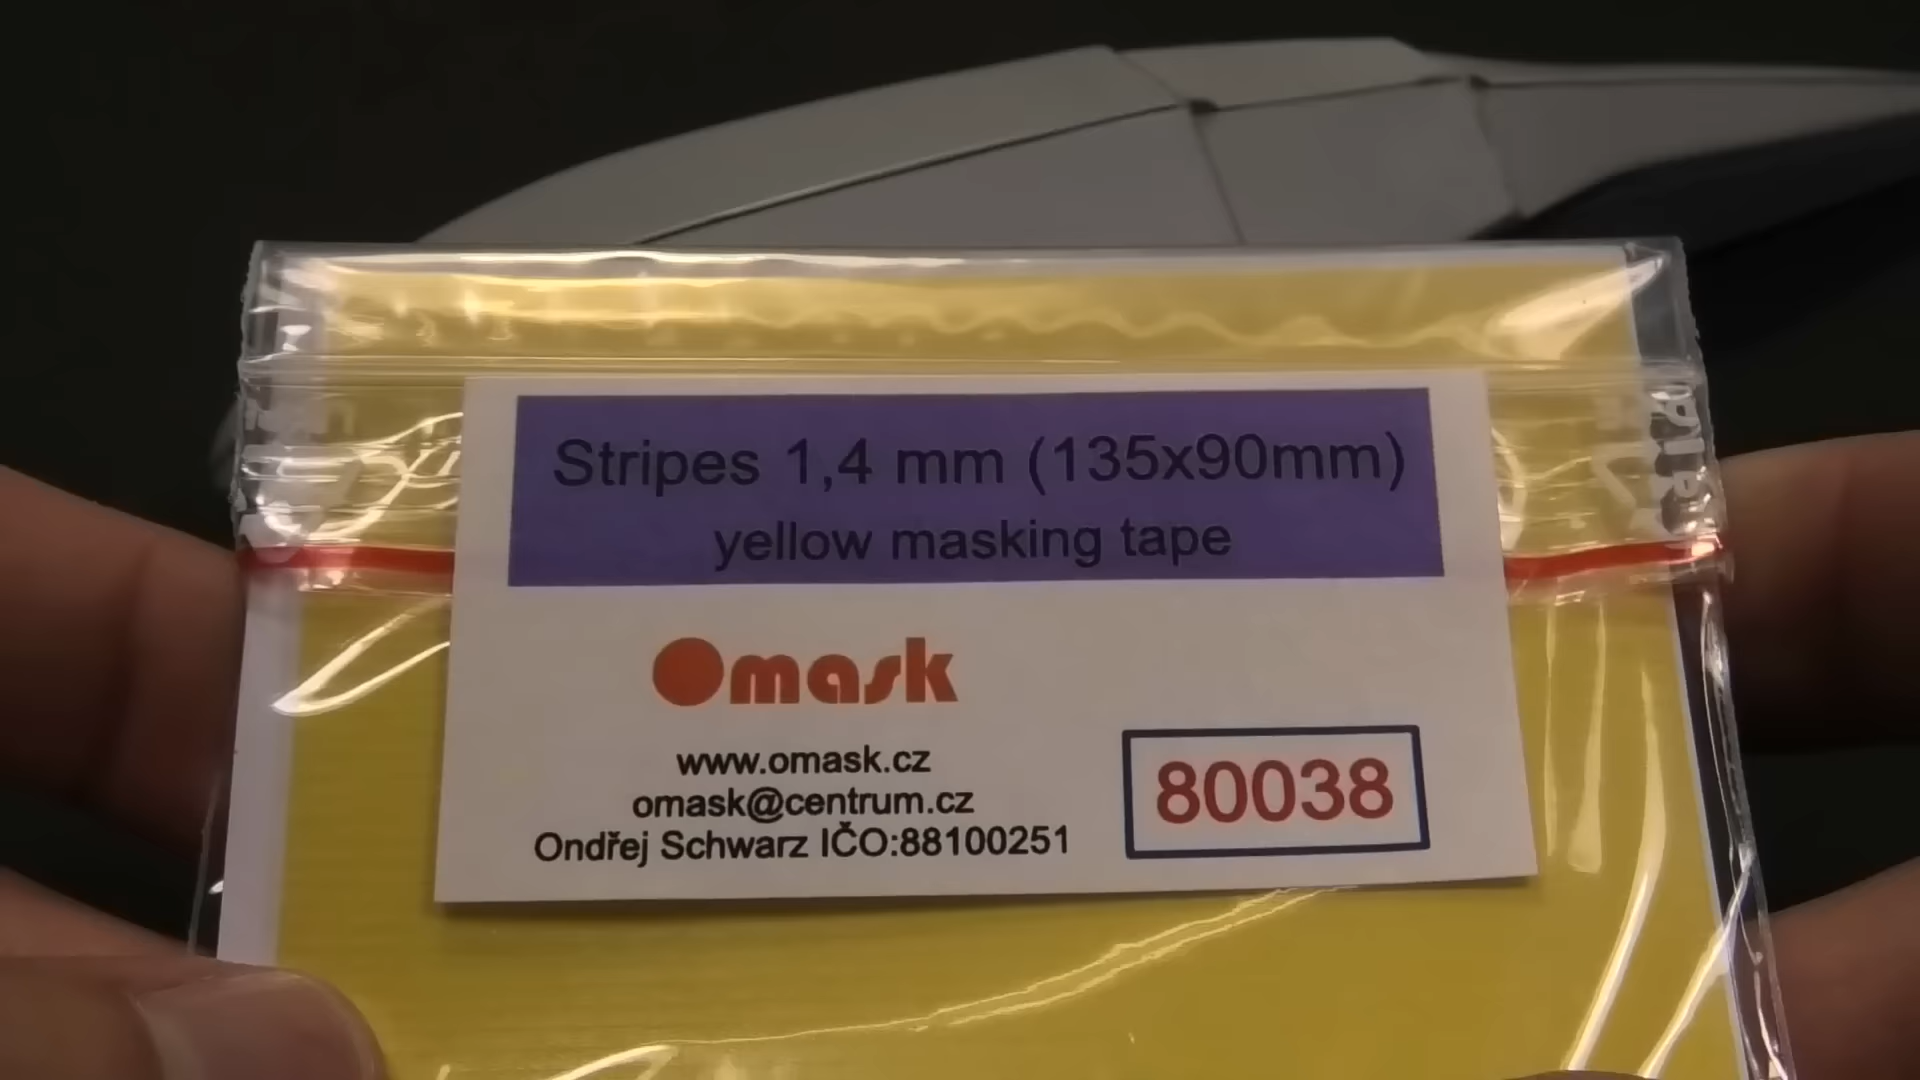 Stripes 1,4 mm (135x90mm)
yellow masking tape
Omask
www.omask.cz
omask@centrum.cz
Ondřej Schwarz IČO:88100251
80038